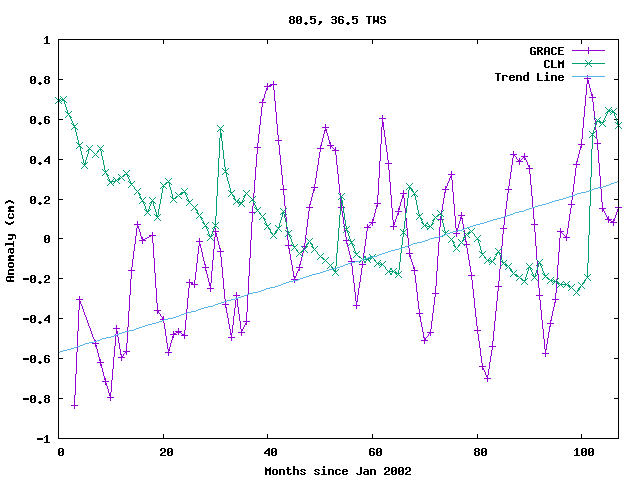 80.5, 36.5 TWS
GRACE
CLM
Trend Line
1
0.8
0.6
0.4
0.2
0
-0.2
-0.4
-0.6
-0.8
-1
Anomaly (cm)
0 20 40 60 80 100
Months since Jan 2002